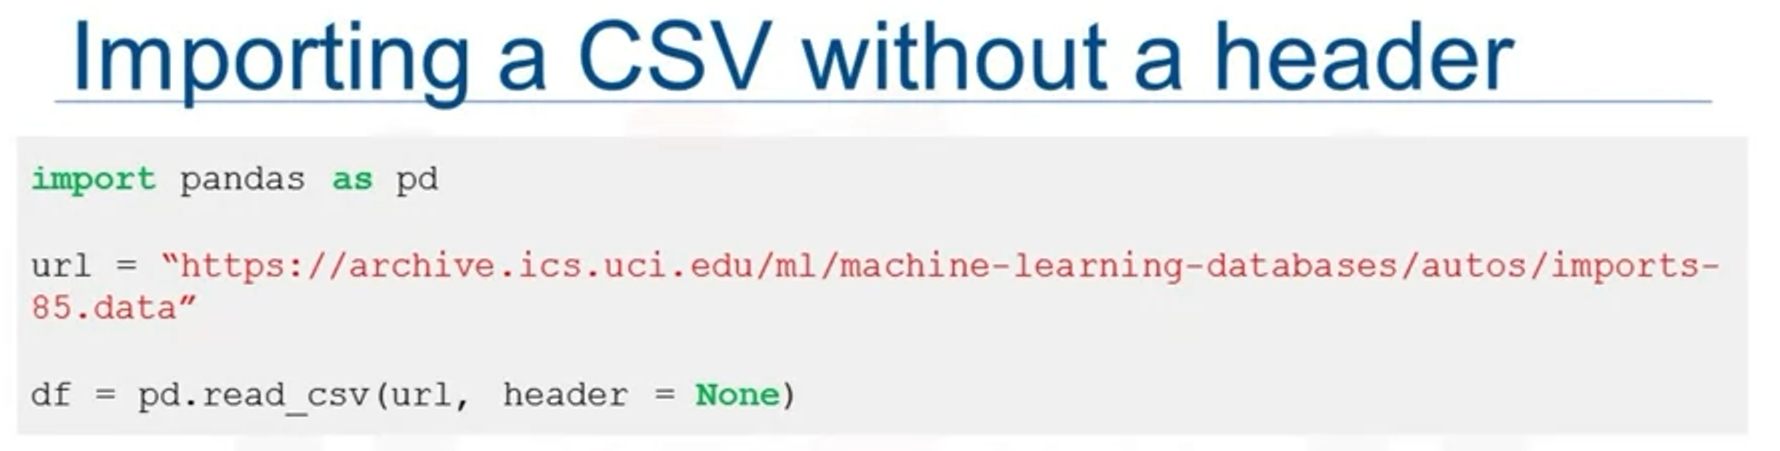 Importing a CSV without a header
import pandas as pd
url = “https://archive.ics.uci.edu/ml/machine-learning-databases/autos/imports-
85.data”
df = pd.read_csv(url, header = None)